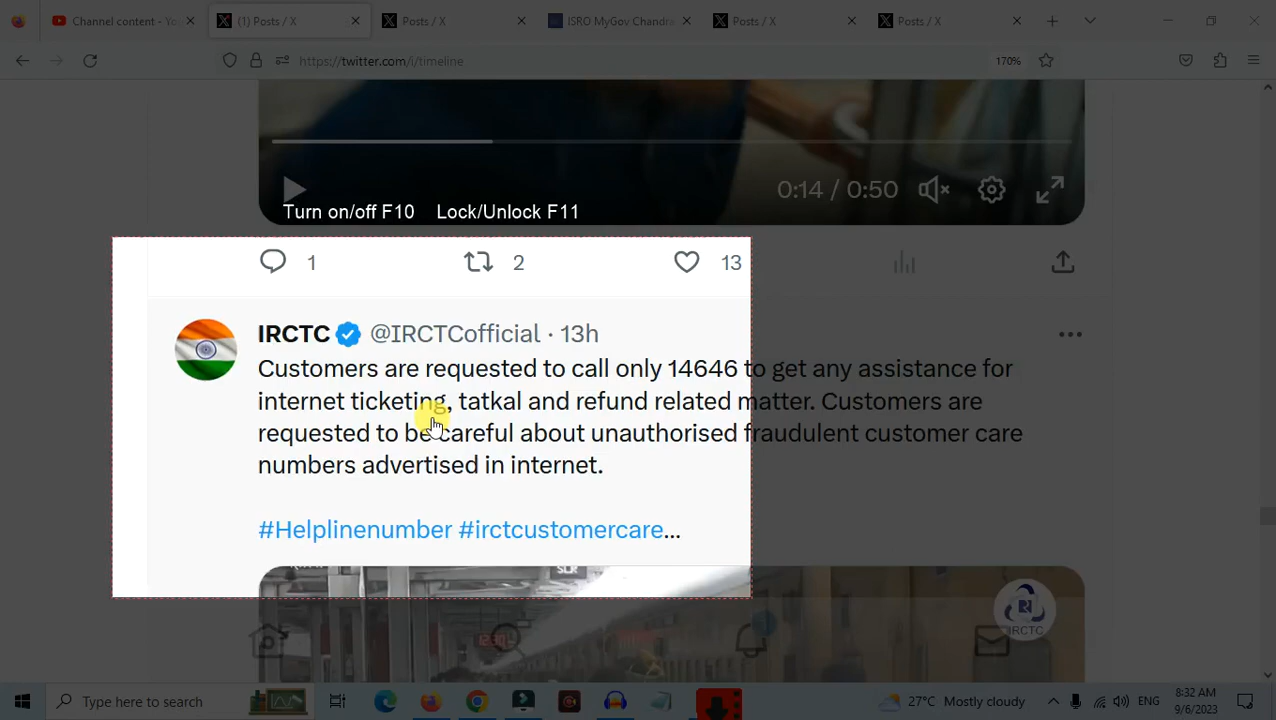 Channel content - Yo
(1) Posts / X
Posts / X
ISRO MyGov Chandra
Posts / X
Posts / X
https://twitter.com/i/timeline
170%
0:14 / 0:50
Turn on/off F10 Lock/Unlock F11
1 2 13
IRCTC @IRCTCofficial · 13h
Customers are requested to call only 14646 to get any assistance for
internet ticketing, tatkal and refund related matter. Customers are
requested to be careful about unauthorised fraudulent customer care
numbers advertised in internet.
#Helplinenumber #irctcustomercare...
SLR
IRCTC
Type here to search
27°C Mostly cloudy
ENG
8:32 AM
9/6/2023